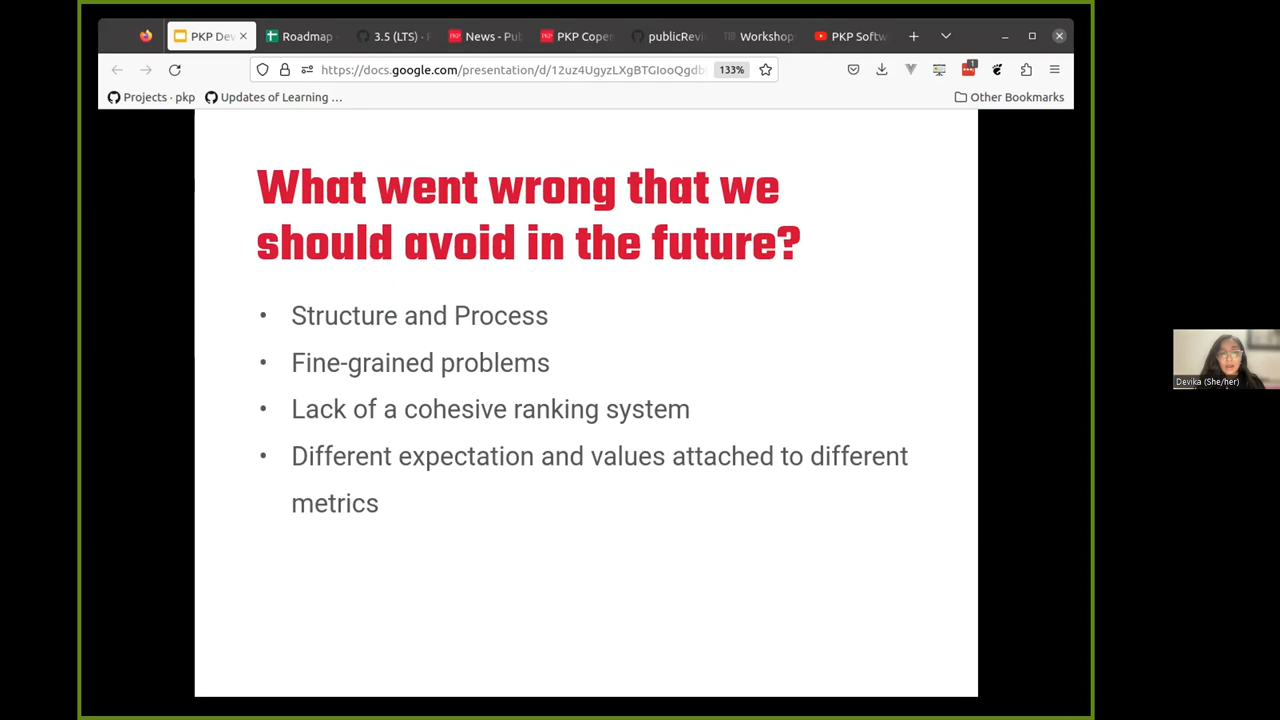 PKP Dev
Roadmap
3.5 (LTS) ·
News - Pub
PKP Coper
publicRevi
Workshop
PKP Softw
https://docs.google.com/presentation/d/12uz4UgyzLXgBTGIooQgdb
133%
1
Projects · pkp
Updates of Learning ...
Other Bookmarks
What went wrong that we
should avoid in the future?
• Structure and Process
• Fine-grained problems
• Lack of a cohesive ranking system
• Different expectation and values attached to different
metrics
Devika (She/her)